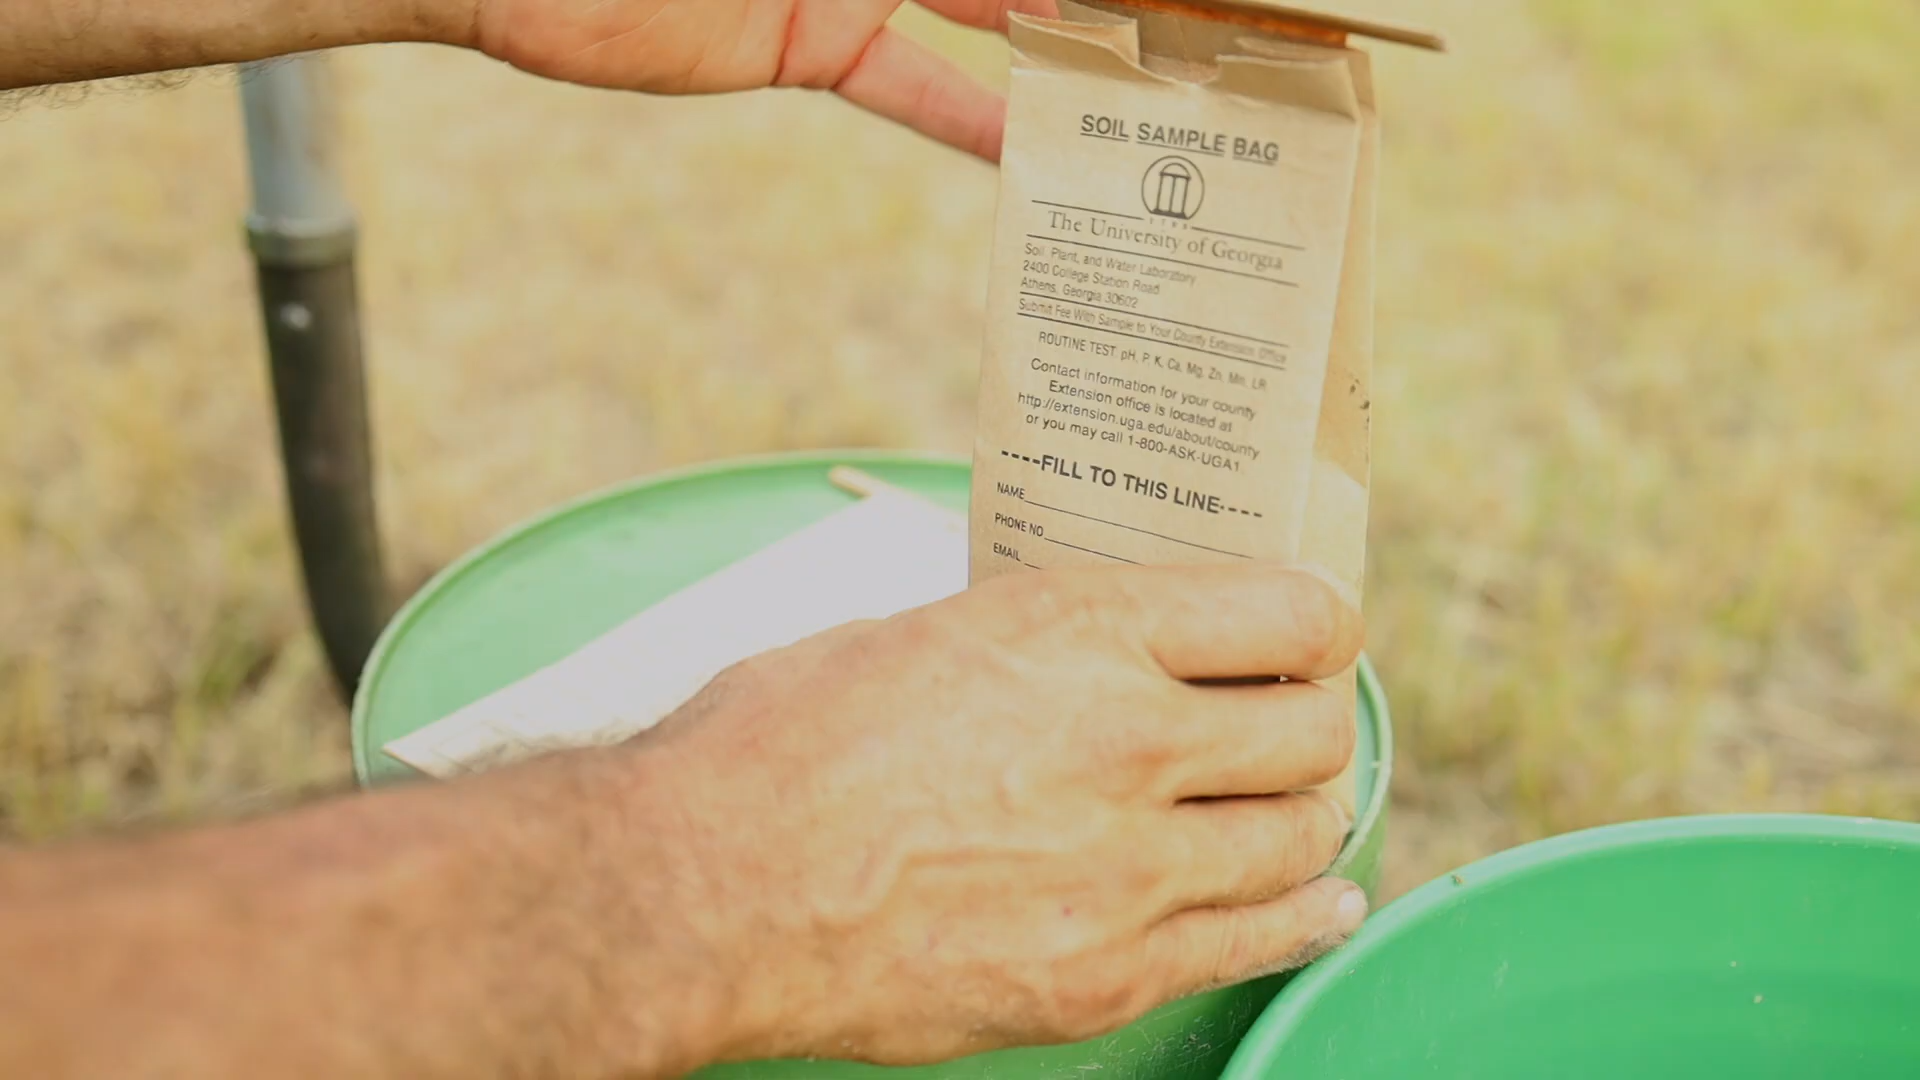 SOIL SAMPLE BAG
The University of Georgia
Soil, Plant, and Water Laboratory
2400 College Station Road
Athens, Georgia 30602
Submit Fee With Sample to Your County Extension Office
ROUTINE TEST: pH, P, K, Ca, Mg, Zn, Mn, LR
Contact information for your county
Extension office is located at
http://extension.uga.edu/about/county
or you may call 1-800-ASK-UGA1.
----FILL TO THIS LINE----
NAME
PHONE NO
EMAIL